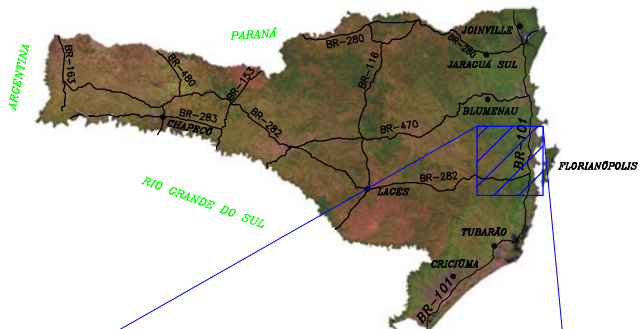 JOINVILLE
PARANÁ
BR-280
BR-280
JARAGUÁ SUL
BR-116
ARGENTINA
BR-163
BR-480
BR-153
BLUMENAU
BR-283
CHAPECÓ
BR-282
BR-470
BR-101
FLORIANÓPOLIS
BR-282
LAGES
RIO GRANDE DO SUL
TUBARÃO
CRICIÚMA
BR-101